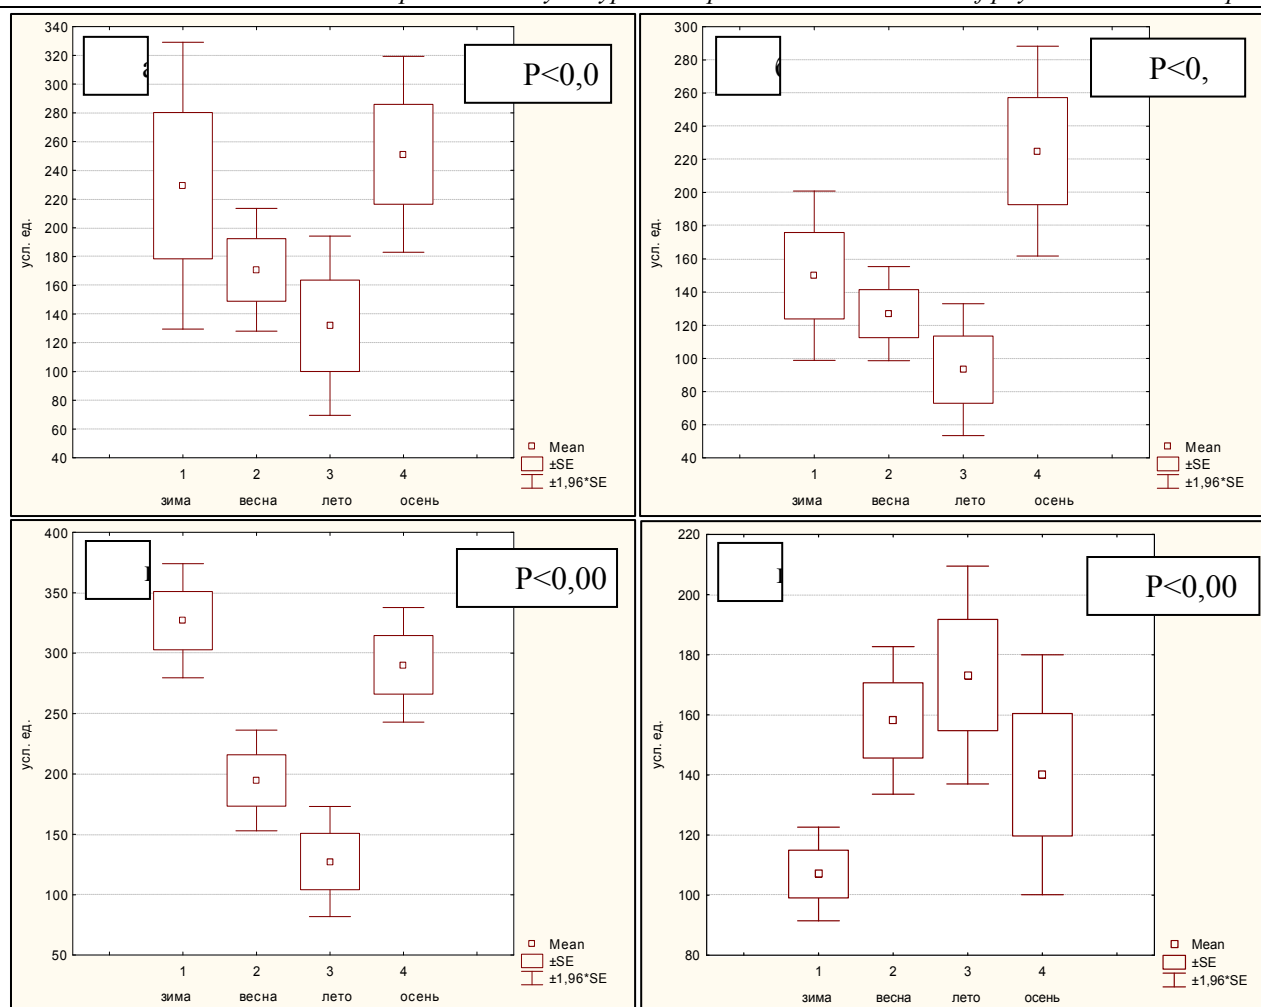 340
320
300
280
260
240
220
200
180
160
140
120
100
80
60
40
усл. ед.
а
P<0,0
1 2 3 4
зима весна лето осень
Mean
±SE
±1,96*SE
300
280
260
240
220
200
180
160
140
120
100
80
60
40
усл. ед.
P<0,
1 2 3 4
зима весна лето осень
Mean
±SE
±1,96*SE
400
350
300
250
200
150
100
50
усл. ед.
P<0,00
1 2 3 4
зима весна лето осень
Mean
±SE
±1,96*SE
220
200
180
160
140
120
100
80
усл. ед.
P<0,00
1 2 3 4
зима весна лето осень
Mean
±SE
±1,96*SE